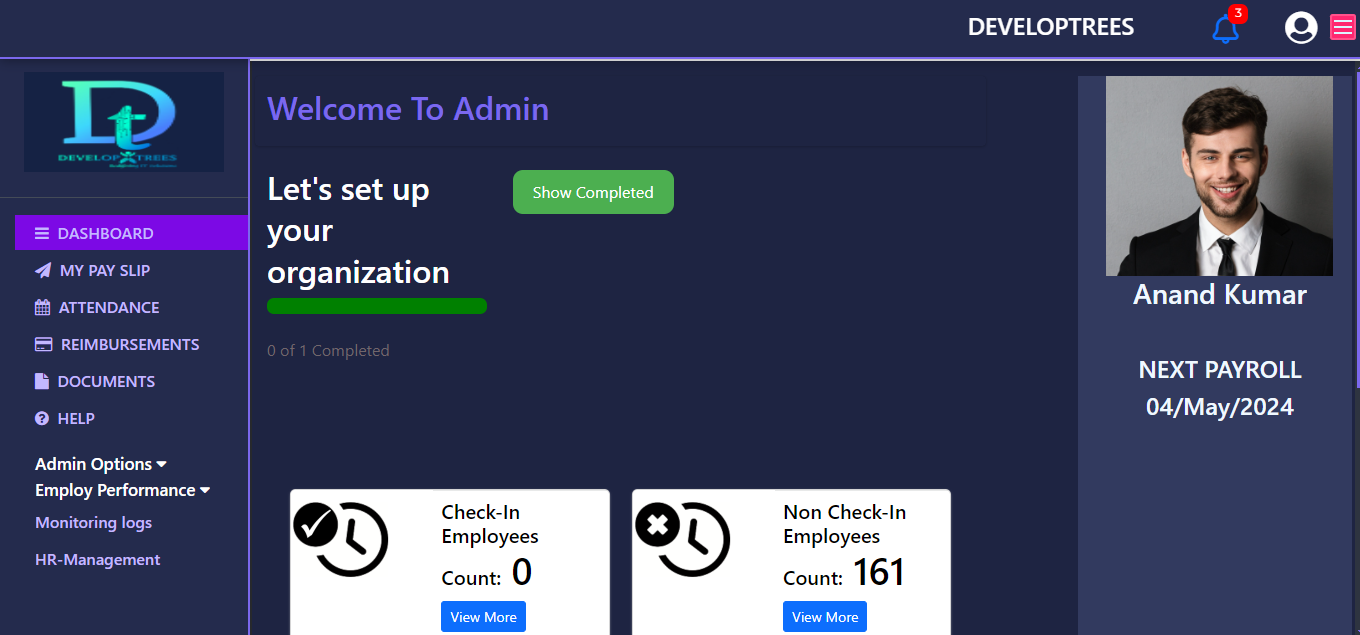 DEVELOPTREES
3
Dt
DEVELOPTREES
Welcome To Admin
Let's set up
your
organization
Show Completed
0 of 1 Completed
DASHBOARD
MY PAY SLIP
ATTENDANCE
REIMBURSEMENTS
DOCUMENTS
HELP
Admin Options
Employ Performance
Monitoring logs
HR-Management
Check-In
Employees
Count: 0
View More
Non Check-In
Employees
Count: 161
View More
Anand Kumar
NEXT PAYROLL
04/May/2024